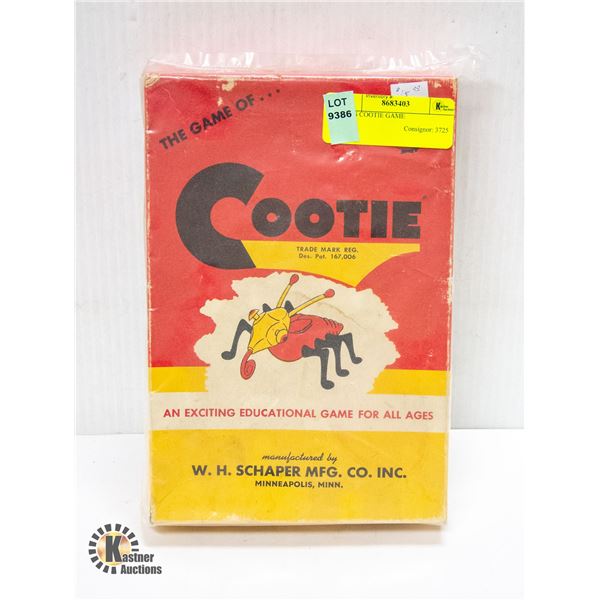 LOT
9386
Inventory #
8683403
COOTIE GAME
Consignor: 3725
THE GAME OF...
COOTIE
TRADE MARK REG.
Des. Pat. 167,006
AN EXCITING EDUCATIONAL GAME FOR ALL AGES
manufactured by
W. H. SCHAPER MFG. CO. INC.
MINNEAPOLIS, MINN.
Kastner
Auctions